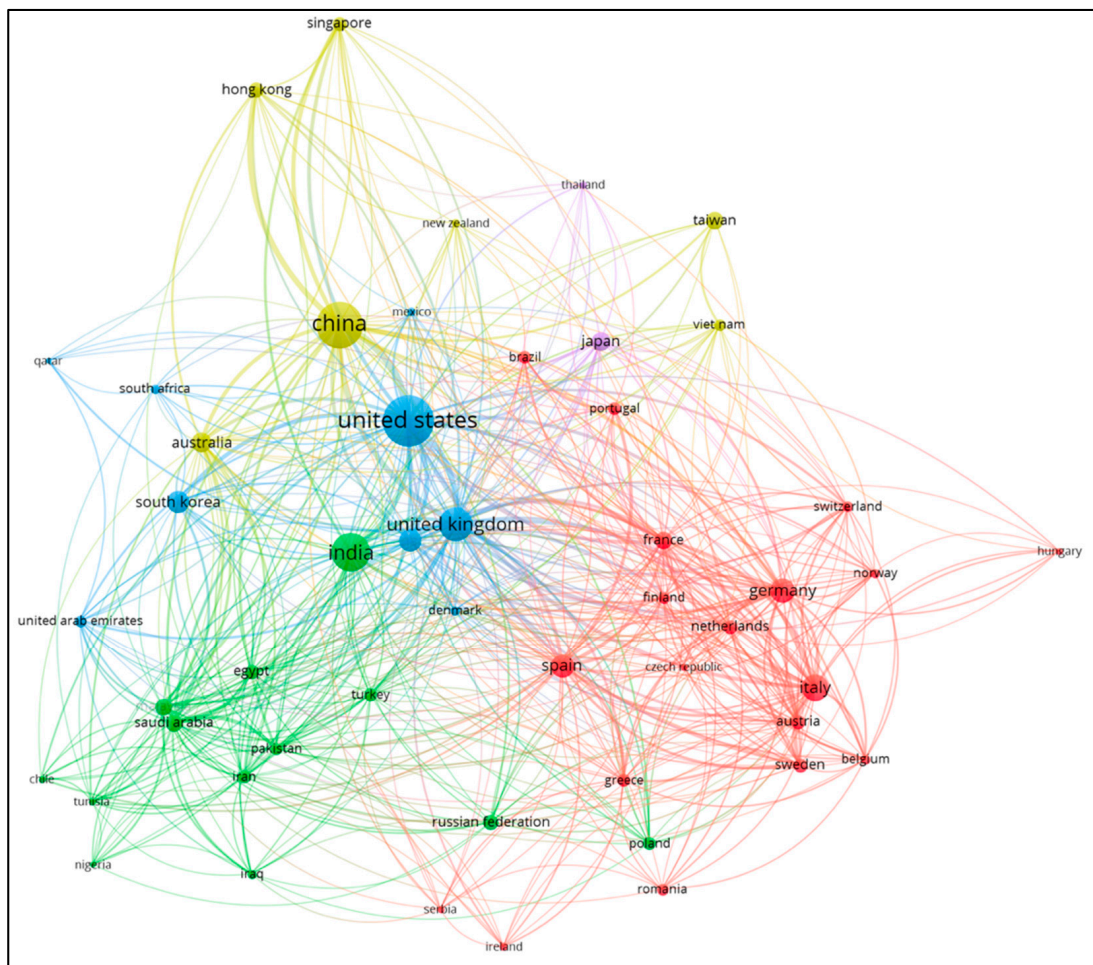 singapore
hong kong
thailand
new zealand
taiwan
mexico
china
viet nam
japan
qatar
brazil
south africa
portugal
united states
australia
south korea
switzerland
united kingdom
france
india
hungary
norway
germany
finland
denmark
united arab emirates
netherlands
spain
czech republic
egypt
italy
turkey
saudi arabia
austria
pakistan
belgium
sweden
iran
chile
greece
tunisia
russian federation
poland
nigeria
iraq
romania
serbia
ireland